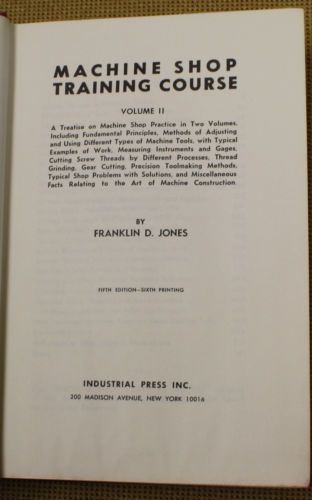 MACHINE SHOP
TRAINING COURSE
VOLUME II
A Treatise on Machine Shop Practice in Two Volumes,
Including Fundamental Principles, Methods of Adjusting
and Using Different Types of Machine Tools, with Typical
Examples of Work, Measuring Instruments and Gages,
Cutting Screw Threads by Different Processes, Thread
Grinding, Gear Cutting, Precision Toolmaking Methods,
Typical Shop Problems with Solutions, and Miscellaneous
Facts Relating to the Art of Machine Construction
BY
FRANKLIN D. JONES
FIFTH EDITION—SIXTH PRINTING
INDUSTRIAL PRESS INC.
200 MADISON AVENUE, NEW YORK 10016